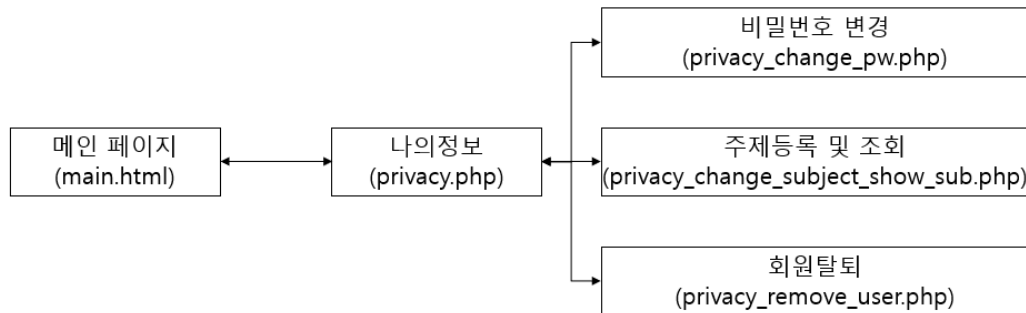 비밀번호 변경
(privacy_change_pw.php)
메인 페이지
(main.html)
나의정보
(privacy.php)
주제등록 및 조회
(privacy_change_subject_show_sub.php)
회원탈퇴
(privacy_remove_user.php)